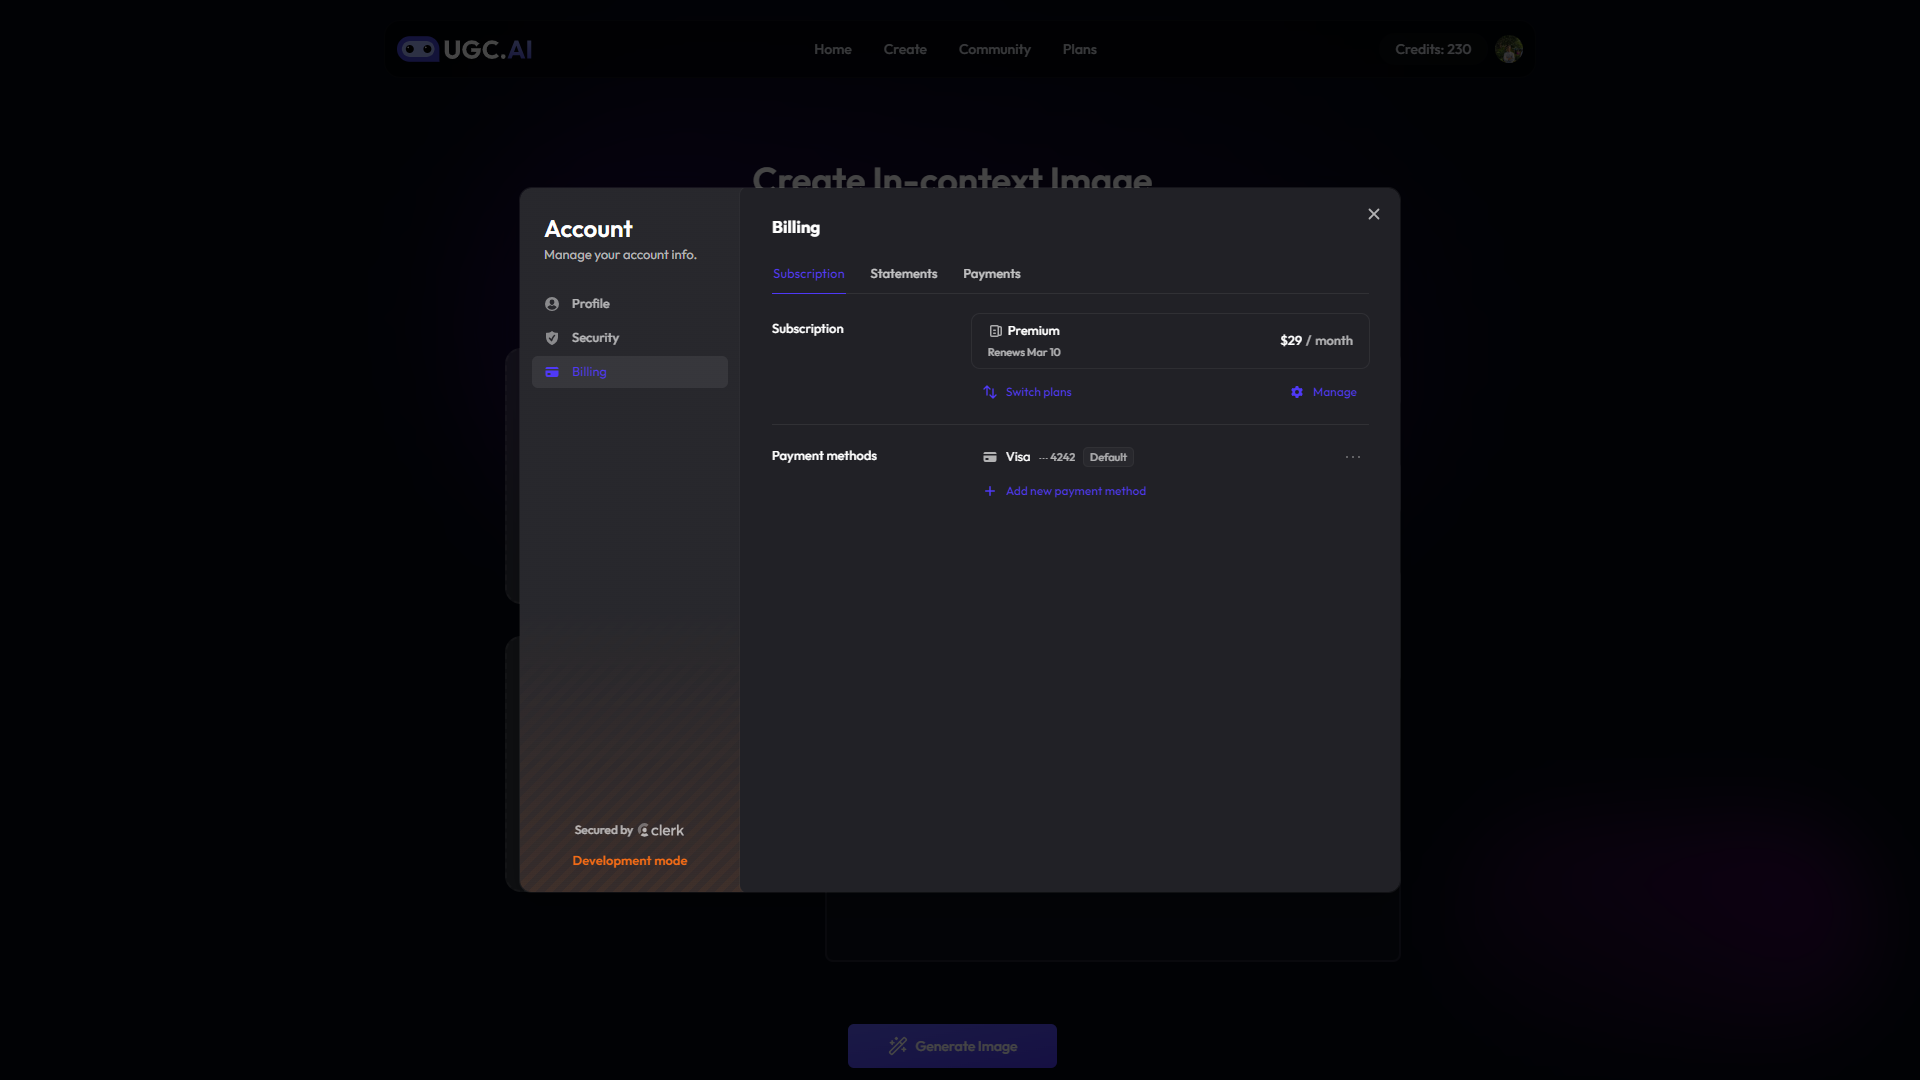 UGC.AI
Home Create Community Plans
Credits: 230
Create In-context Image
Account
Manage your account info.
Profile
Security
Billing
Secured by clerk
Development mode
Billing
Subscription Statements Payments
Subscription
Premium
Renews Mar 10
$29 / month
Switch plans
Manage
Payment methods
Visa ···· 4242 Default
···
Add new payment method
Generate Image